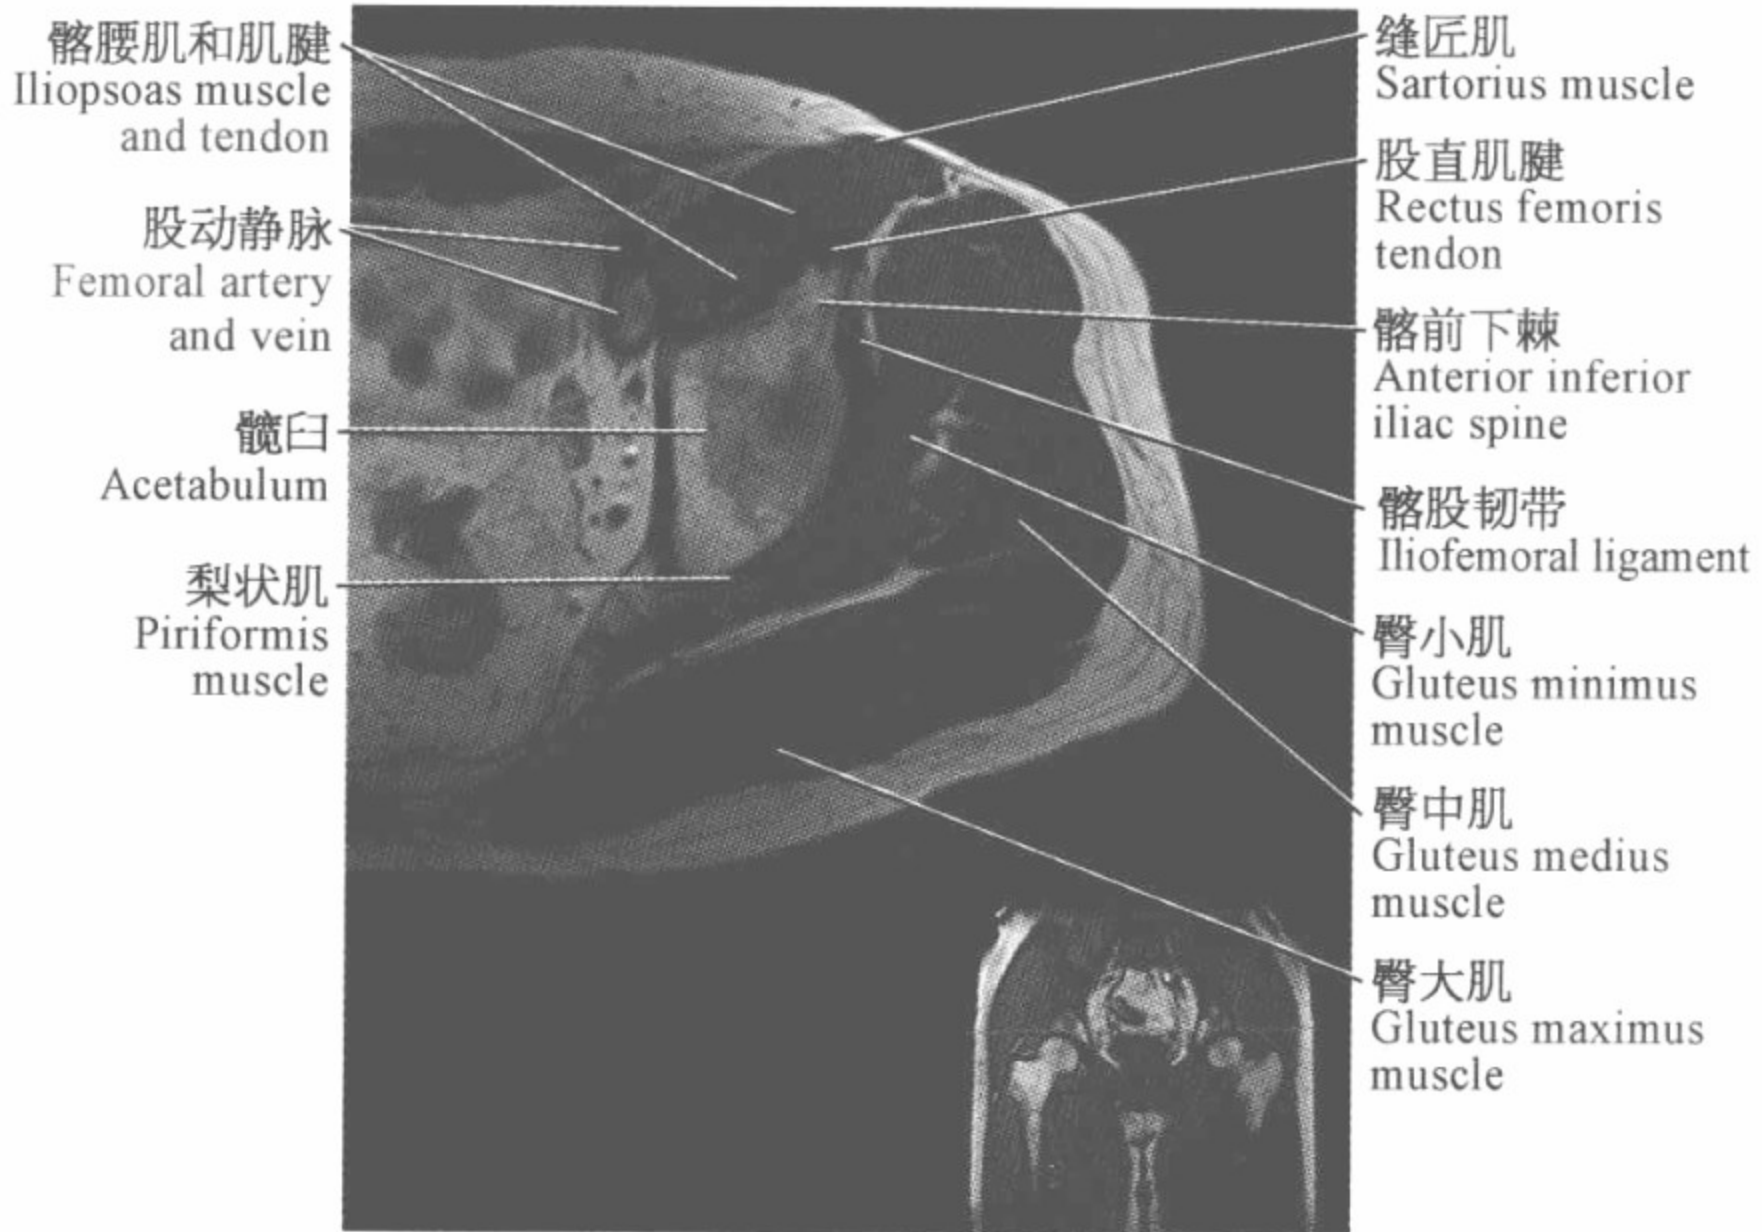 髂腰肌和肌腱
Iliopsoas muscle
and tendon
股动静脉
Femoral artery
and vein
髋臼
Acetabulum
梨状肌
Piriformis
muscle
缝匠肌
Sartorius muscle
股直肌腱
Rectus femoris
tendon
髂前下棘
Anterior inferior
iliac spine
髂股韧带
Iliofemoral ligament
臀小肌
Gluteus minimus
muscle
臀中肌
Gluteus medius
muscle
臀大肌
Gluteus maximus
muscle